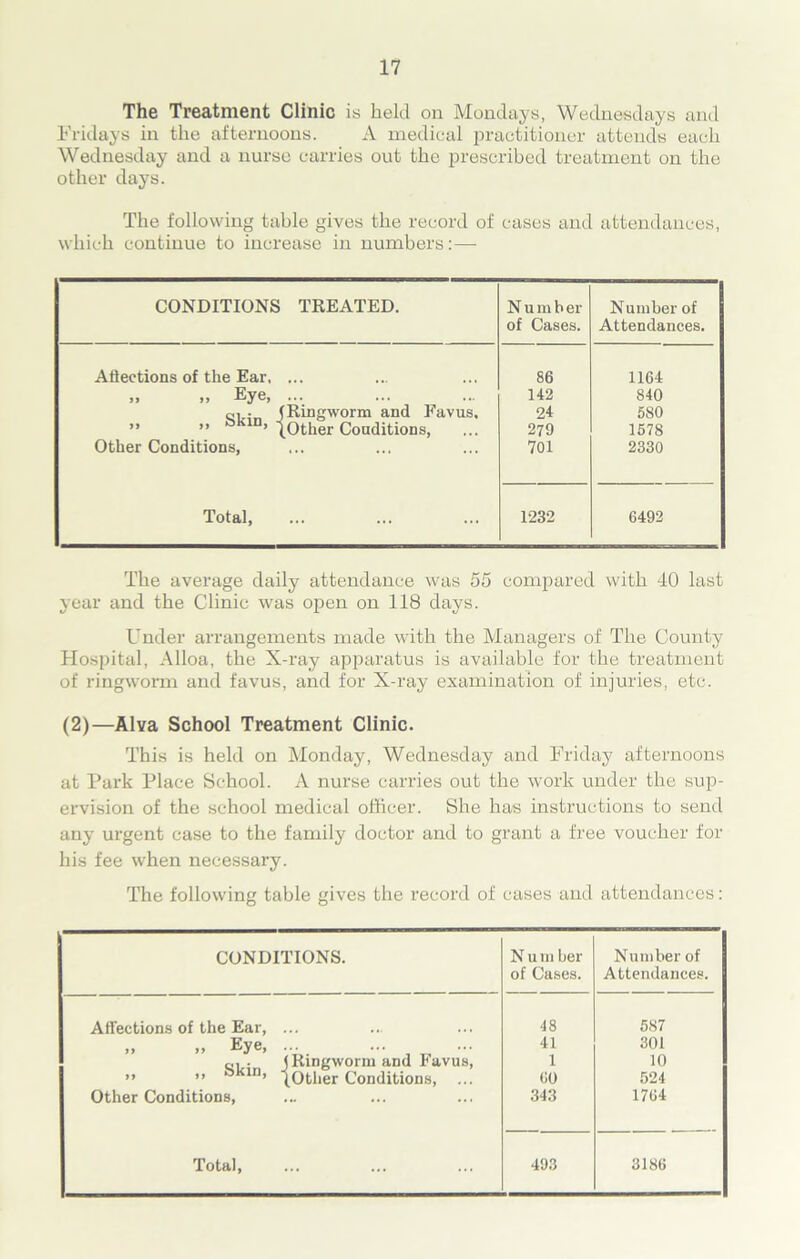 17
The Treatment Clinic is held on Mondays, Wednesdays and
Fridays in the afternoons. A medical practitioner attends each
Wednesday and a nurse carries out the prescribed treatment on the
other days.
The following table gives the record of cases and attendances,
which continue to increase in numbers:—
CONDITIONS TREATED. Number of Cases. Number of Attendances.
Affections of the Ear, ... ... ... 86 1164
„ „ Eye, ... ... ... 142 840
„ „ Skin, {Ringworm and Favus, 24 580
{Other Conditions, ... 279 1578
Other Conditions, ... ... ... 701 2330
Total, ... ... ... 1232 6492
The average daily attendance was 55 compared with 40 last
year and the Clinic was open on 118 days.
Under arrangements made with the Managers of The County
Hospital, Alloa, the X-ray apparatus is available for the treatment
of ringworm and favus, and for X-ray examination of injuries, etc.
(2)—Alva School Treatment Clinic.
This is held on Monday, Wednesday and Friday afternoons
at Park Place School. A nurse carries out the work under the sup-
ervision of the school medical officer. She has instructions to send
any urgent case to the family doctor and to grant a free voucher for
his fee when necessary.
The following table gives the record of cases and attendances:
CONDITIONS. Number of Cases. Number of Attendances.
Affections of the Ear, ... ... ... 48 587
„ „ Eye, ... ... ... 41 301
„ „ Skin, {Ringworm and Favus, 1 10
{Other Conditions, ... 60 524
Other Conditions, ... ... ... 343 1764
Total, ... ... ... 493 3186